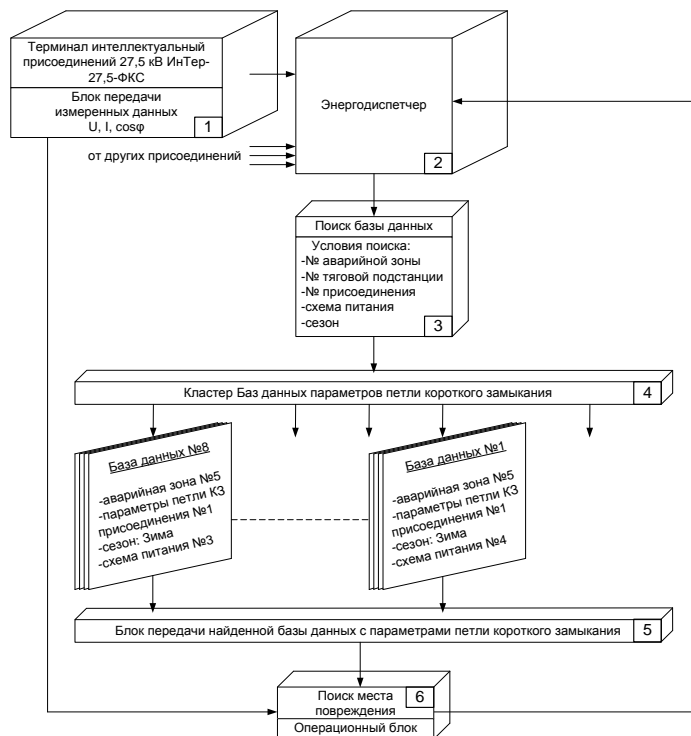 Терминал интеллектуальный
присоединений 27,5 кВ ИнТер-
27,5-ФКС
Блок передачи
измеренных данных
U, I, cosφ
1
Энергодиспетчер
от других присоединений
2
Поиск базы данных
Условия поиска:
-№ аварийной зоны
-№ тяговой подстанции
-№ присоединения
-схема питания
-сезон
3
Кластер Баз данных параметров петли короткого замыкания
4
База данных №8
-аварийная зона №5
-параметры петли КЗ
присоединения №1
-сезон: Зима
-схема питания №3
База данных №1
-аварийная зона №5
-параметры петли КЗ
присоединения №1
-сезон: Зима
-схема питания №4
Блок передачи найденной базы данных с параметрами петли короткого замыкания
5
Поиск места
повреждения
6
Операционный блок